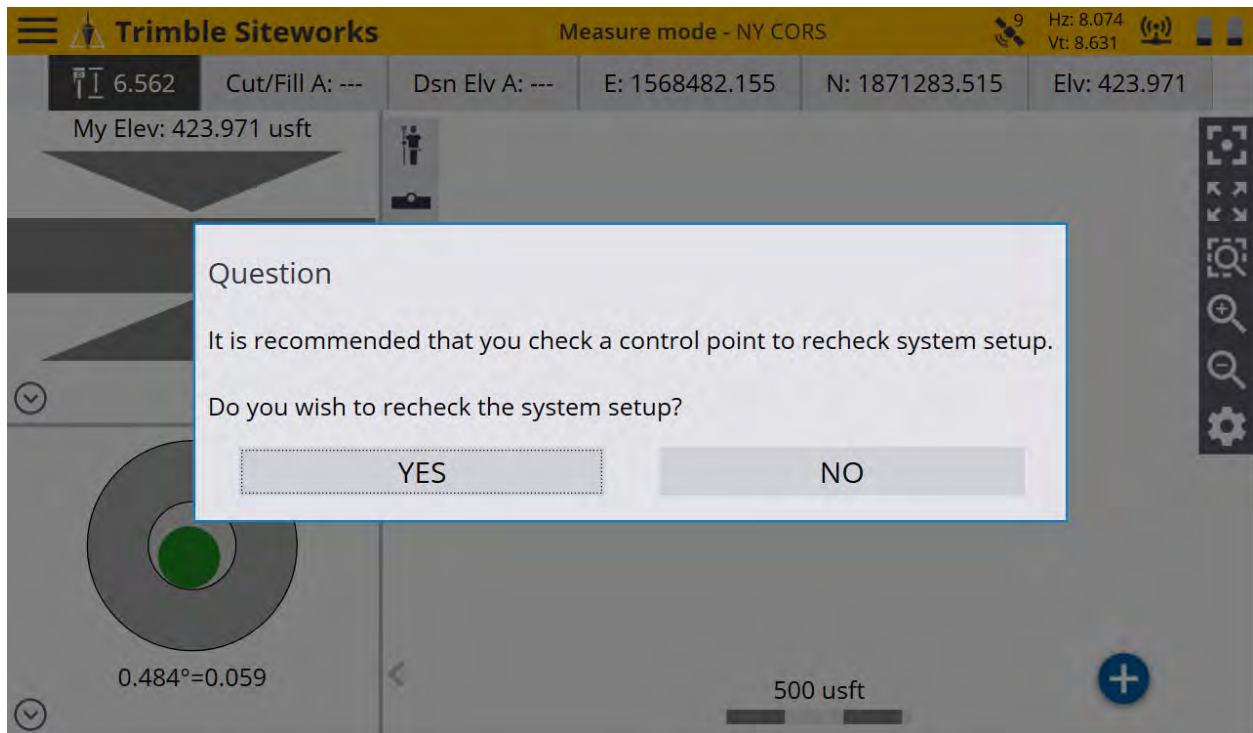 Trimble Siteworks
Measure mode - NY CORS
9
Hz: 8.074
Vt: 8.631
6.562
Cut/Fill A: ---
Dsn Elv A: ---
E: 1568482.155
N: 1871283.515
Elv: 423.971
My Elev: 423.971 usft
Question
It is recommended that you check a control point to recheck system setup.
Do you wish to recheck the system setup?
YES
NO
0.484°=0.059
500 usft